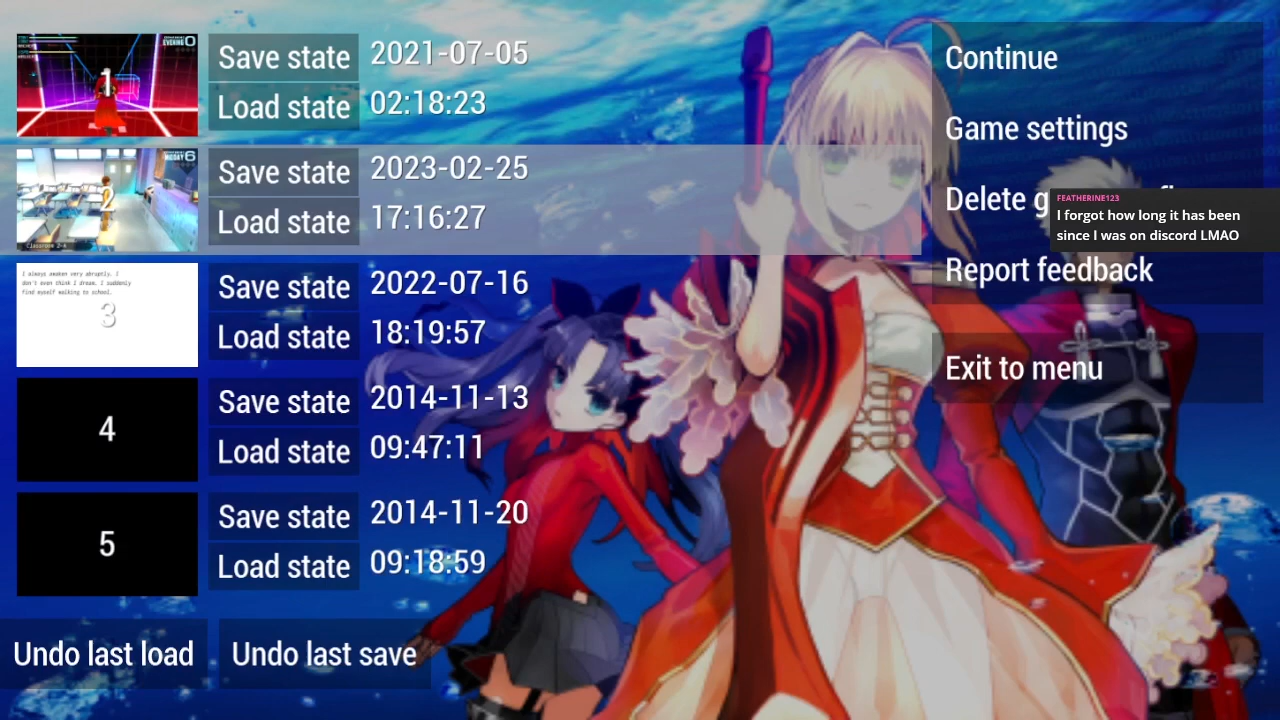 EVENING 0
1
Save state
2021-07-05
Load state
02:18:23
MIDDAY 6
2
Classroom 2-A
Save state
2023-02-25
Load state
17:16:27
I always awaken very abruptly. I
don't even think I dream. I suddenly
find myself walking to school.
3
Save state
2022-07-16
Load state
18:19:57
4
Save state
2014-11-13
Load state
09:47:11
5
Save state
2014-11-20
Load state
09:18:59
Undo last load
Undo last save
Continue
Game settings
Delete
FEATHERINE123
I forgot how long it has been
since I was on discord LMAO
Report feedback
Exit to menu